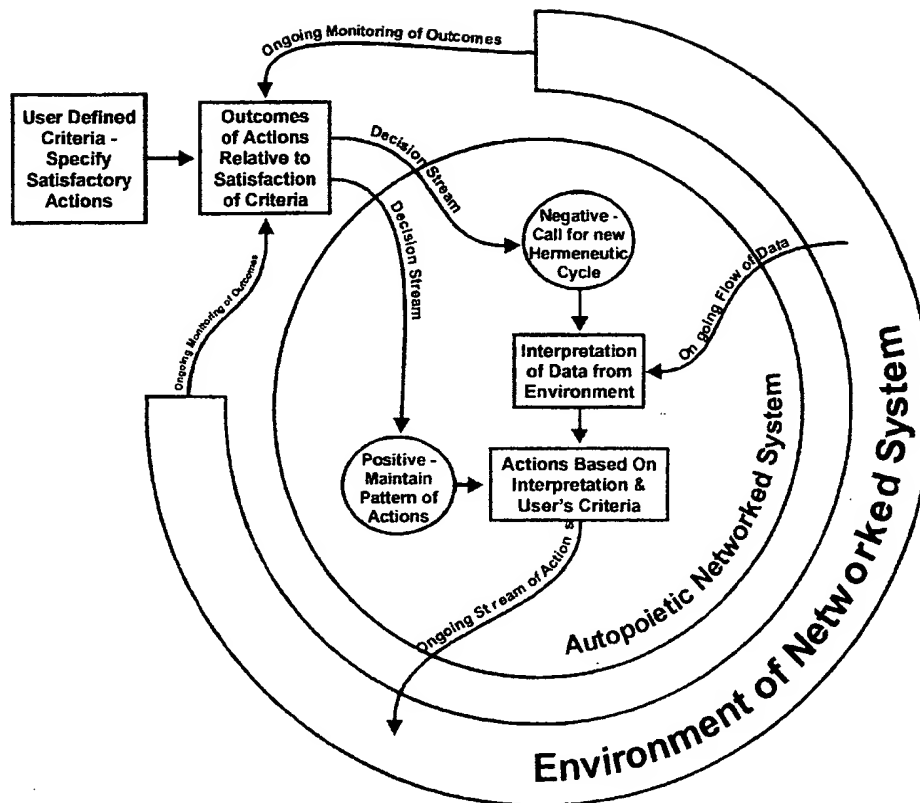 Ongoing Monitoring of Outcomes
User Defined
Criteria -
Specify
Satisfactory
Actions
Outcomes
of Actions
Relative to
Satisfaction
of Criteria
Decision Stream
Decision Stream
Negative -
Call for new
Hermeneutic
Cycle
On going Flow of Data
Ongoing Monitoring of Outcomes
Interpretation
of Data from
Environment
Positive -
Maintain
Pattern of
Actions
Actions Based On
Interpretation &
User's Criteria
Ongoing Stream of Action s
Autopoietic Networked System
Environment of Networked System